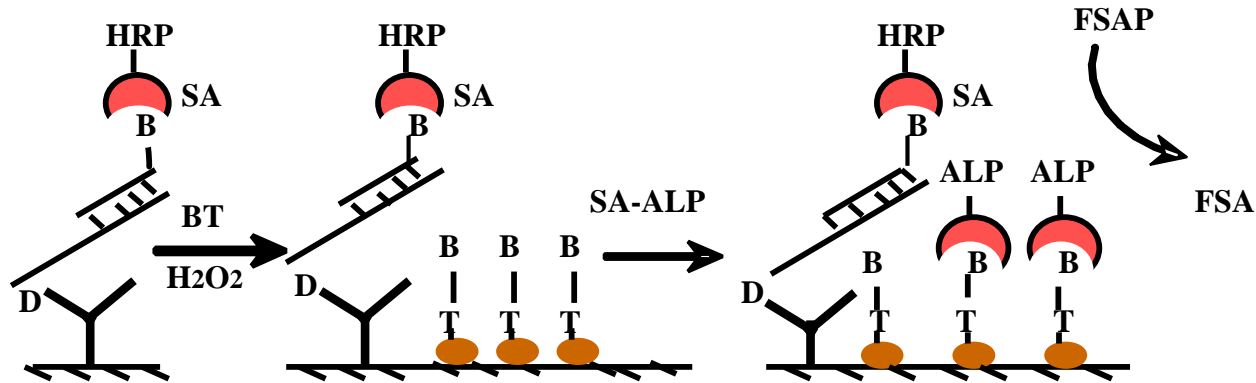 HRP
SA
B
D
BT
H2O2
HRP
SA
B
D
B B B
T T T
SA-ALP
HRP
SA
B
D
ALP ALP
B B B
T T T
FSAP
FSA